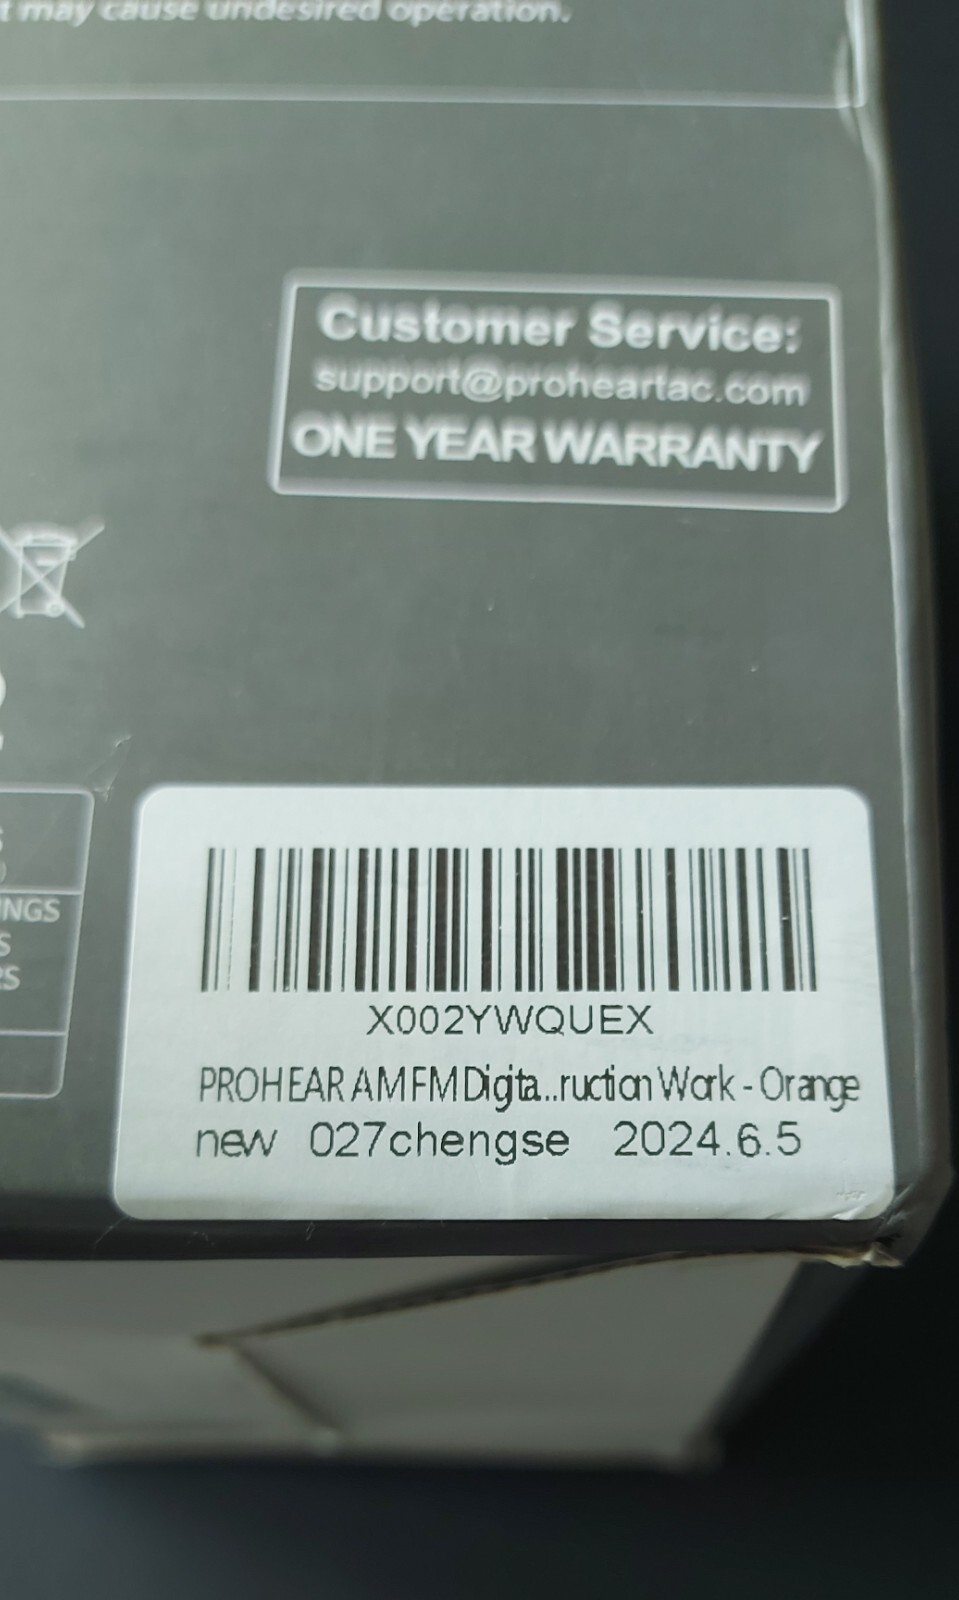 t may cause undesired operation.
Customer Service:
support@proheartac.com
ONE YEAR WARRANTY
INGS
S
RS
X002YWQUEX
PROHEAR AM FM Digita...ruction Work - Orange
new 027chengse 2024.6.5